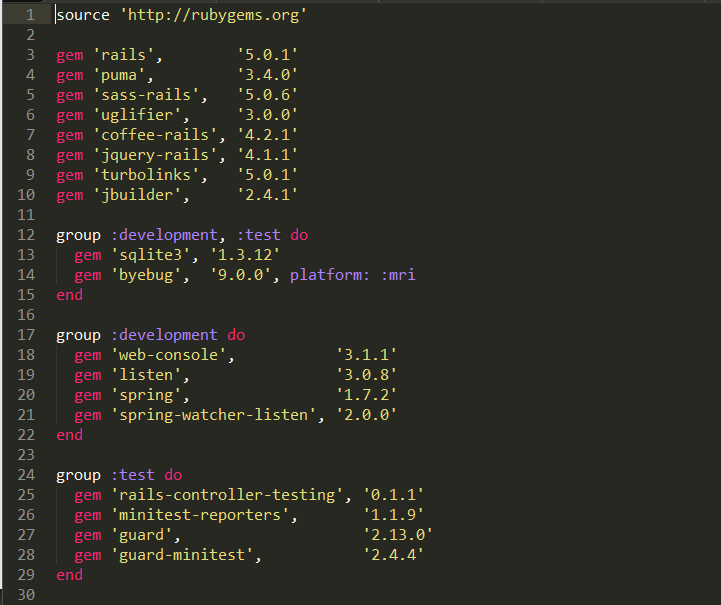 1 source 'http://rubygems.org'
2
3 gem 'rails',        '5.0.1'
4 gem 'puma',         '3.4.0'
5 gem 'sass-rails',   '5.0.6'
6 gem 'uglifier',     '3.0.0'
7 gem 'coffee-rails', '4.2.1'
8 gem 'jquery-rails', '4.1.1'
9 gem 'turbolinks',   '5.0.1'
10 gem 'jbuilder',     '2.4.1'
11
12 group :development, :test do
13   gem 'sqlite3', '1.3.12'
14   gem 'byebug',  '9.0.0', platform: :mri
15 end
16
17 group :development do
18   gem 'web-console',           '3.1.1'
19   gem 'listen',                '3.0.8'
20   gem 'spring',                '1.7.2'
21   gem 'spring-watcher-listen', '2.0.0'
22 end
23
24 group :test do
25   gem 'rails-controller-testing', '0.1.1'
26   gem 'minitest-reporters',       '1.1.9'
27   gem 'guard',                    '2.13.0'
28   gem 'guard-minitest',           '2.4.4'
29 end
30